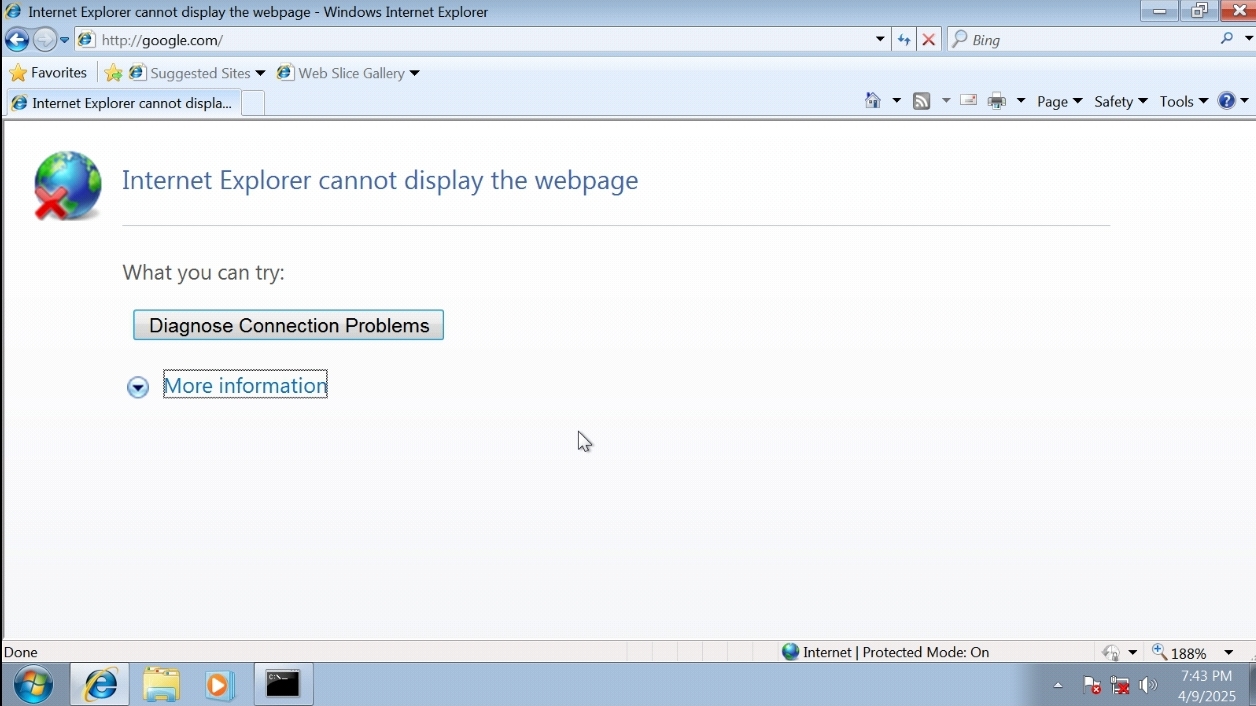 Internet Explorer cannot display the webpage - Windows Internet Explorer
http://google.com/
Bing
Favorites Suggested Sites Web Slice Gallery
Internet Explorer cannot displa...
Page Safety Tools
Internet Explorer cannot display the webpage
What you can try:
Diagnose Connection Problems
More information
Done
Internet | Protected Mode: On
188%
C:\.
7:43 PM
4/9/2025